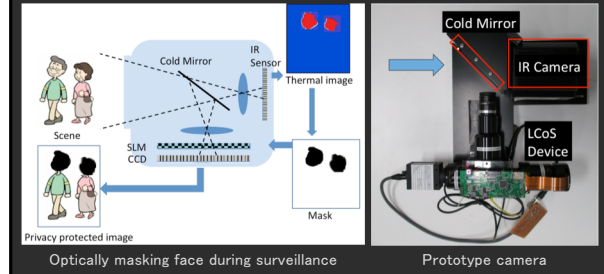 Cold Mirror
IR
Sensor
Thermal image
Scene
SLM
CCD
Mask
Privacy protected image
Optically masking face during surveillance
Cold Mirror
IR Camera
LCoS
Device
Prototype camera